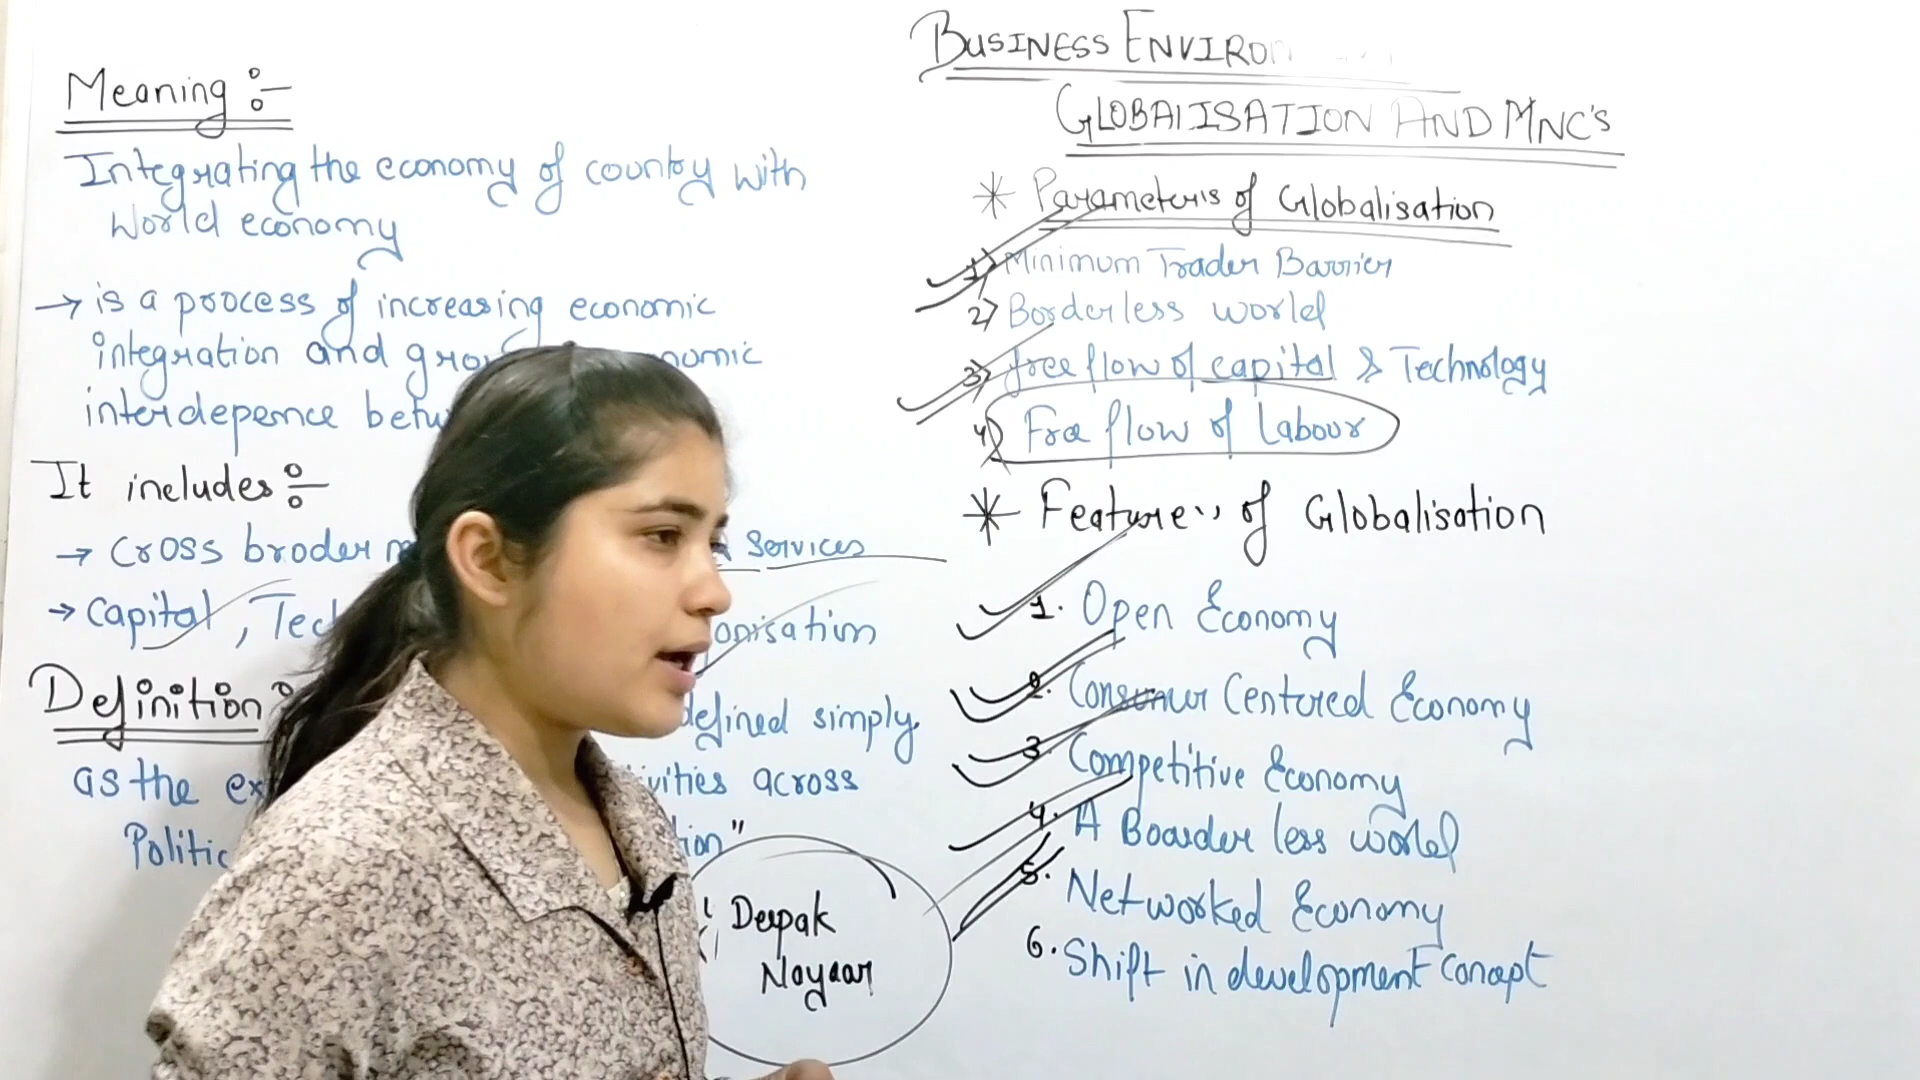 BUSINESS ENVIRON
GLOBALISATION AND MNC'S
Meaning :-
Integrating the economy of country with
World economy
→ is a process of increasing economic
integration and
interdepence
It includes :-
→ Cross broder Services
→ Capital,
Definition
defined simply
as the across
* Parameters of Globalisation
1) Minimum Trader Barrier
2) Borderless world
3) free flow of capital & Technology
4) Free flow of Labour
* Features of Globalisation
1. Open Economy
2. Consumer Centered Economy
3. Competitive Economy
4. A Boarder less world
5. Networked Economy
6. Shift in development concept
Deepak
Nayaar